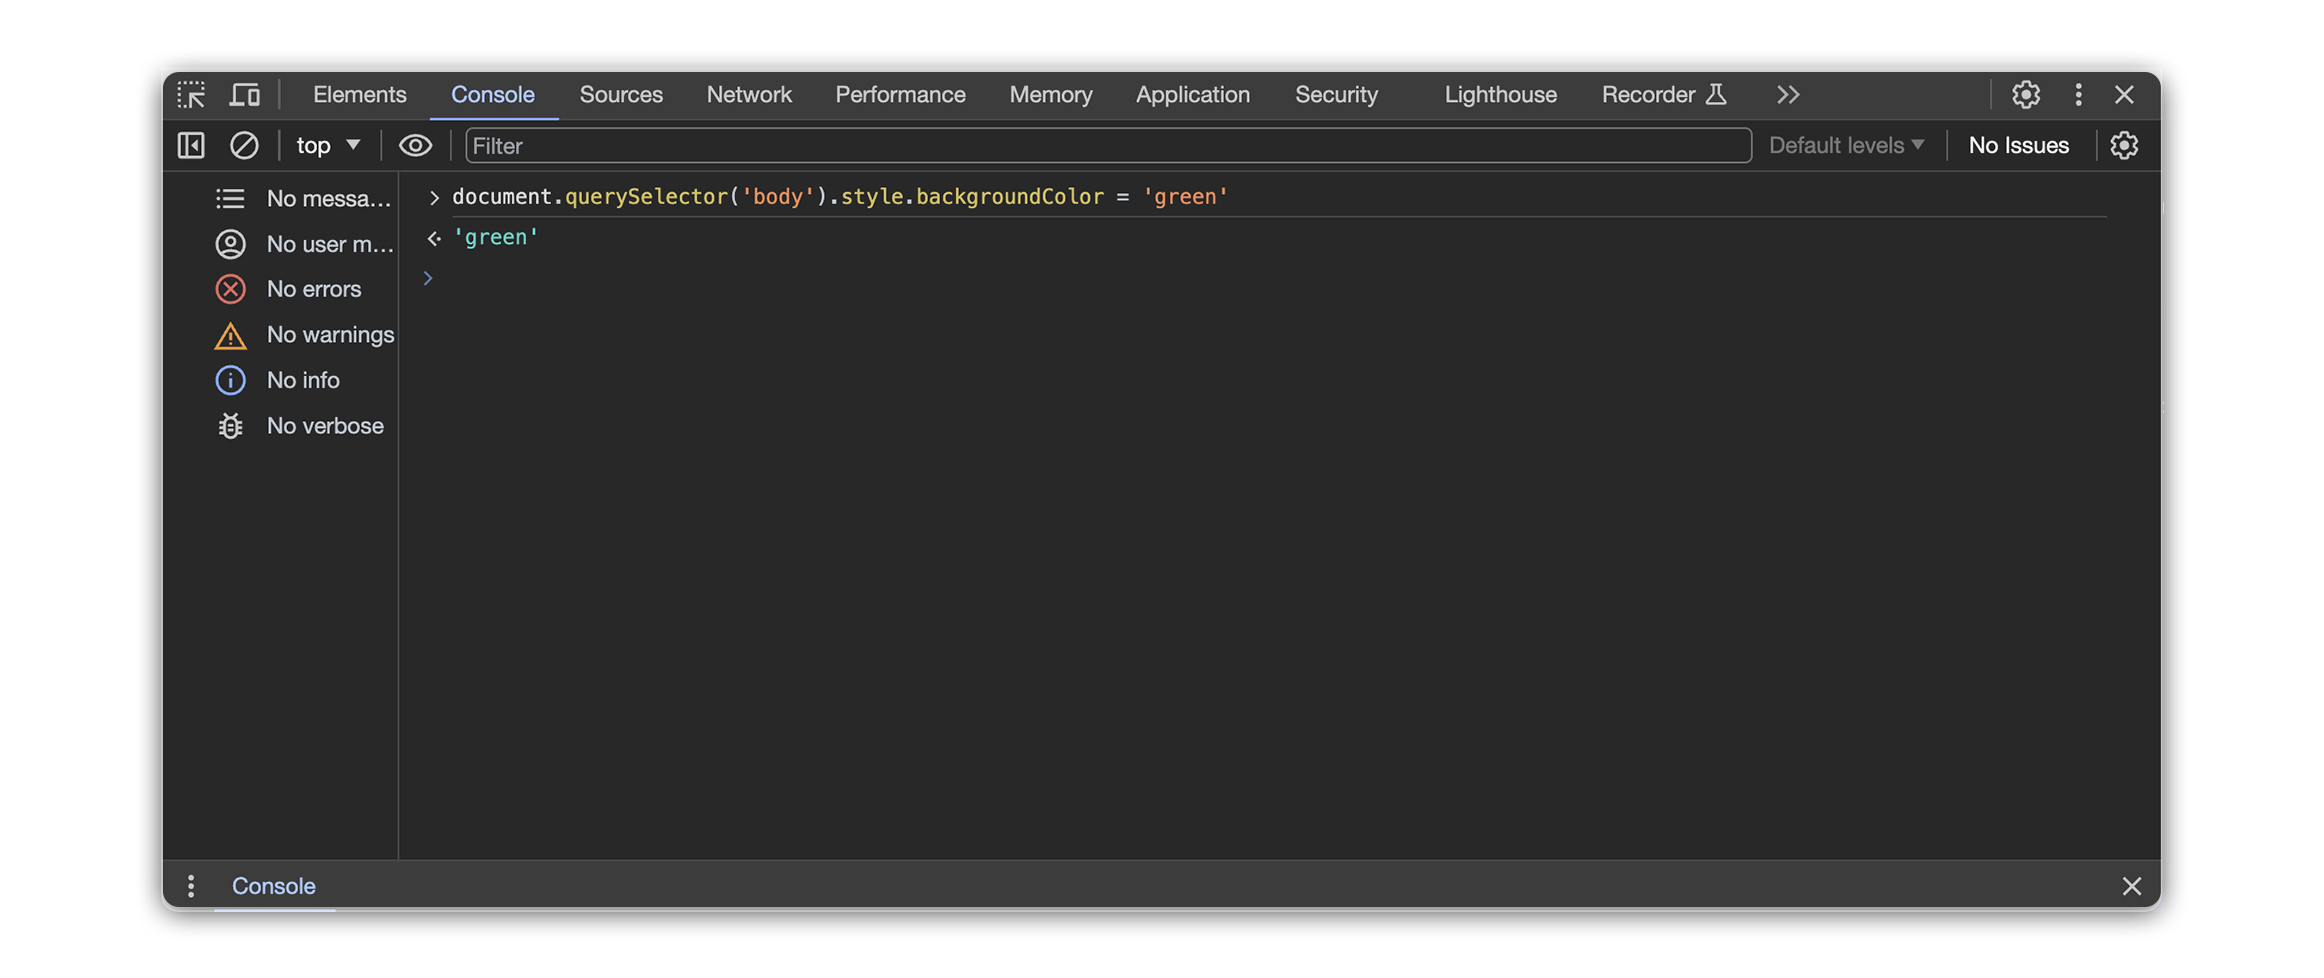 Elements Console Sources Network Performance Memory Application Security Lighthouse Recorder
top Filter Default levels No Issues
No messa...
No user m...
No errors
No warnings
No info
No verbose
> document.querySelector('body').style.backgroundColor = 'green'
'green'
>
Console